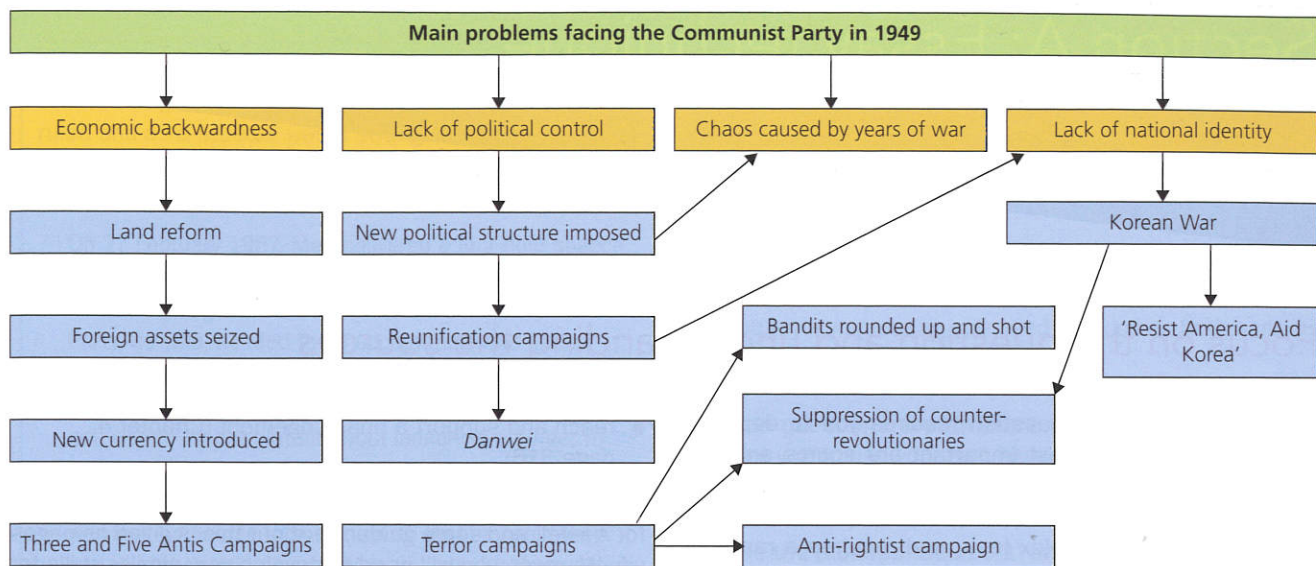 Main problems facing the Communist Party in 1949
Economic backwardness
Lack of political control
Chaos caused by years of war
Lack of national identity
Land reform
New political structure imposed
Korean War
Foreign assets seized
Reunification campaigns
Bandits rounded up and shot
'Resist America, Aid
Korea'
New currency introduced
Danwei
Suppression of counter-
revolutionaries
Three and Five Antis Campaigns
Terror campaigns
Anti-rightist campaign